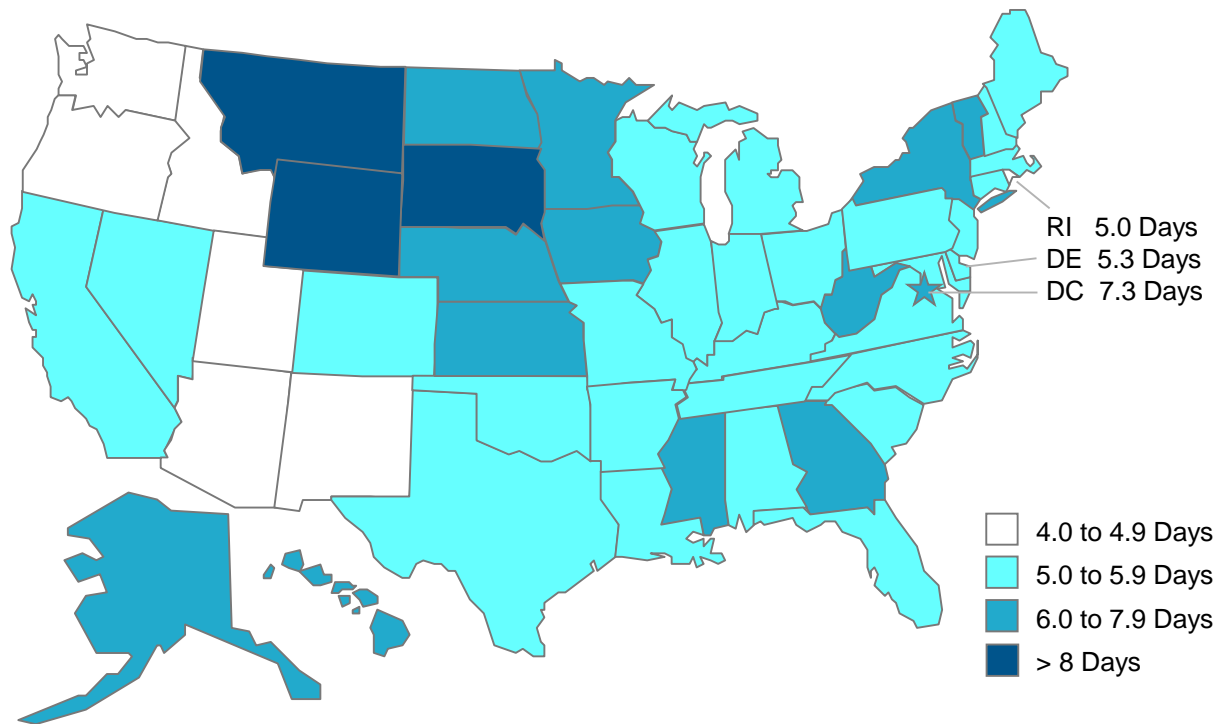 RI 5.0 Days
DE 5.3 Days
DC 7.3 Days
4.0 to 4.9 Days
5.0 to 5.9 Days
6.0 to 7.9 Days
> 8 Days